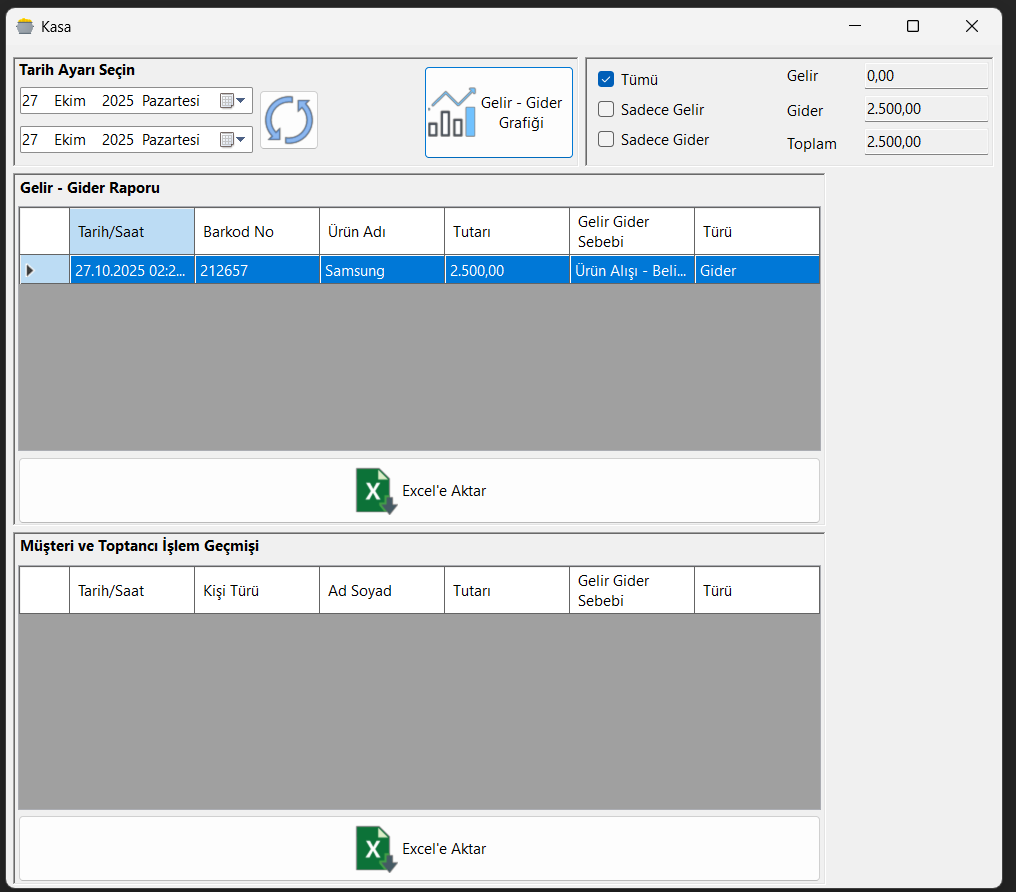 Kasa
Tarih Ayarı Seçin
27 Ekim 2025 Pazartesi
27 Ekim 2025 Pazartesi
Gelir - Gider
Grafiği
Tümü
Sadece Gelir
Sadece Gider
Gelir 0,00
Gider 2.500,00
Toplam 2.500,00
Gelir - Gider Raporu
Tarih/Saat Barkod No Ürün Adı Tutarı Gelir Gider Sebebi Türü
27.10.2025 02:2... 212657 Samsung 2.500,00 Ürün Alışı - Beli... Gider
Excel'e Aktar
Müşteri ve Toptancı İşlem Geçmişi
Tarih/Saat Kişi Türü Ad Soyad Tutarı Gelir Gider Sebebi Türü
Excel'e Aktar